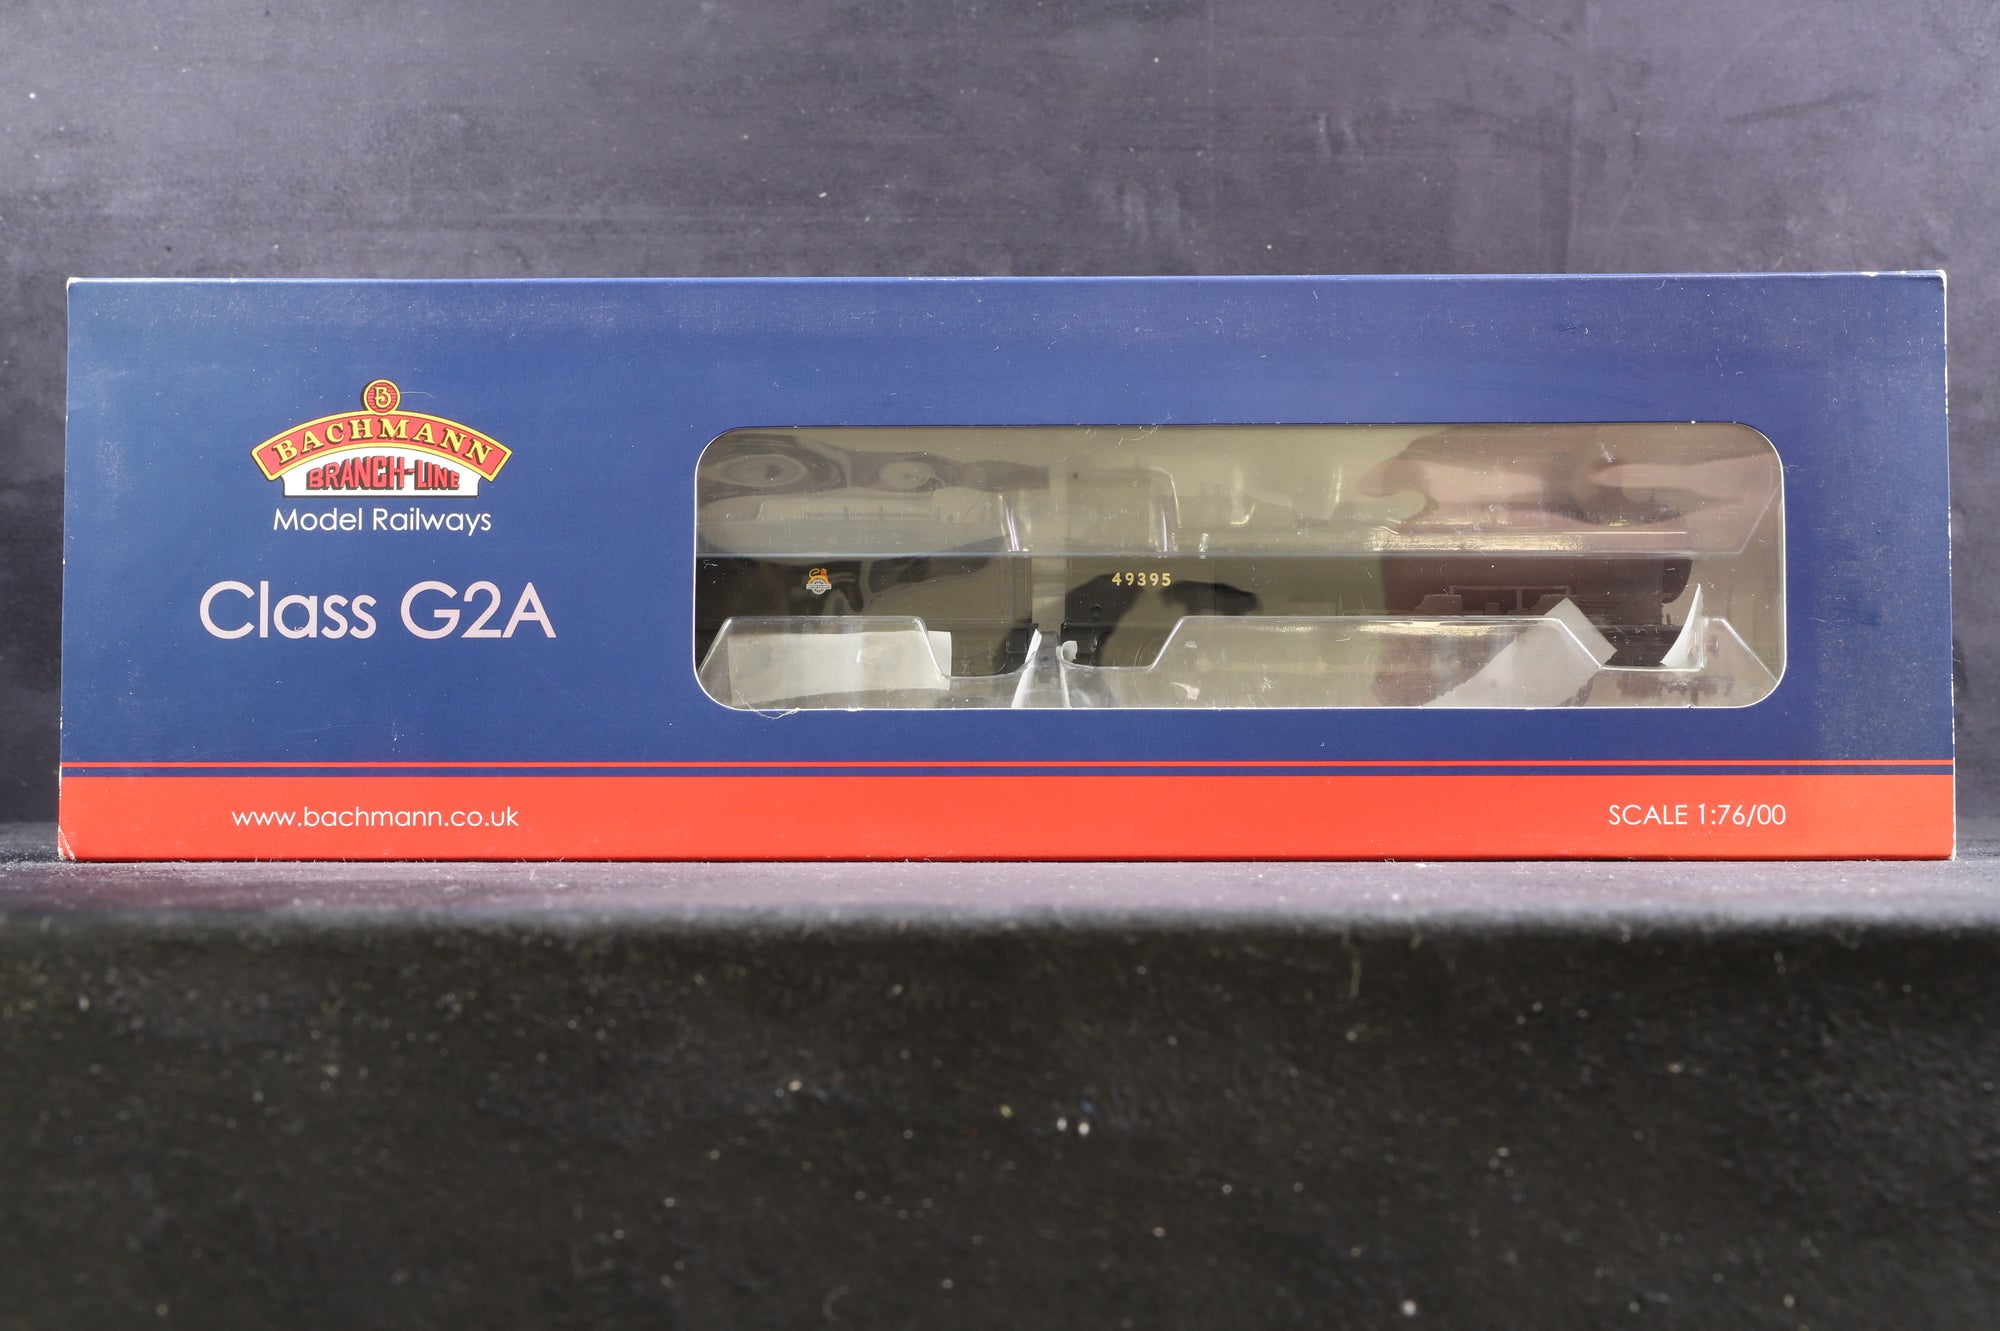 B
BACHMANN
BRANCH-LINE
Model Railways
Class G2A
49395
www.bachmann.co.uk
SCALE 1:76/00